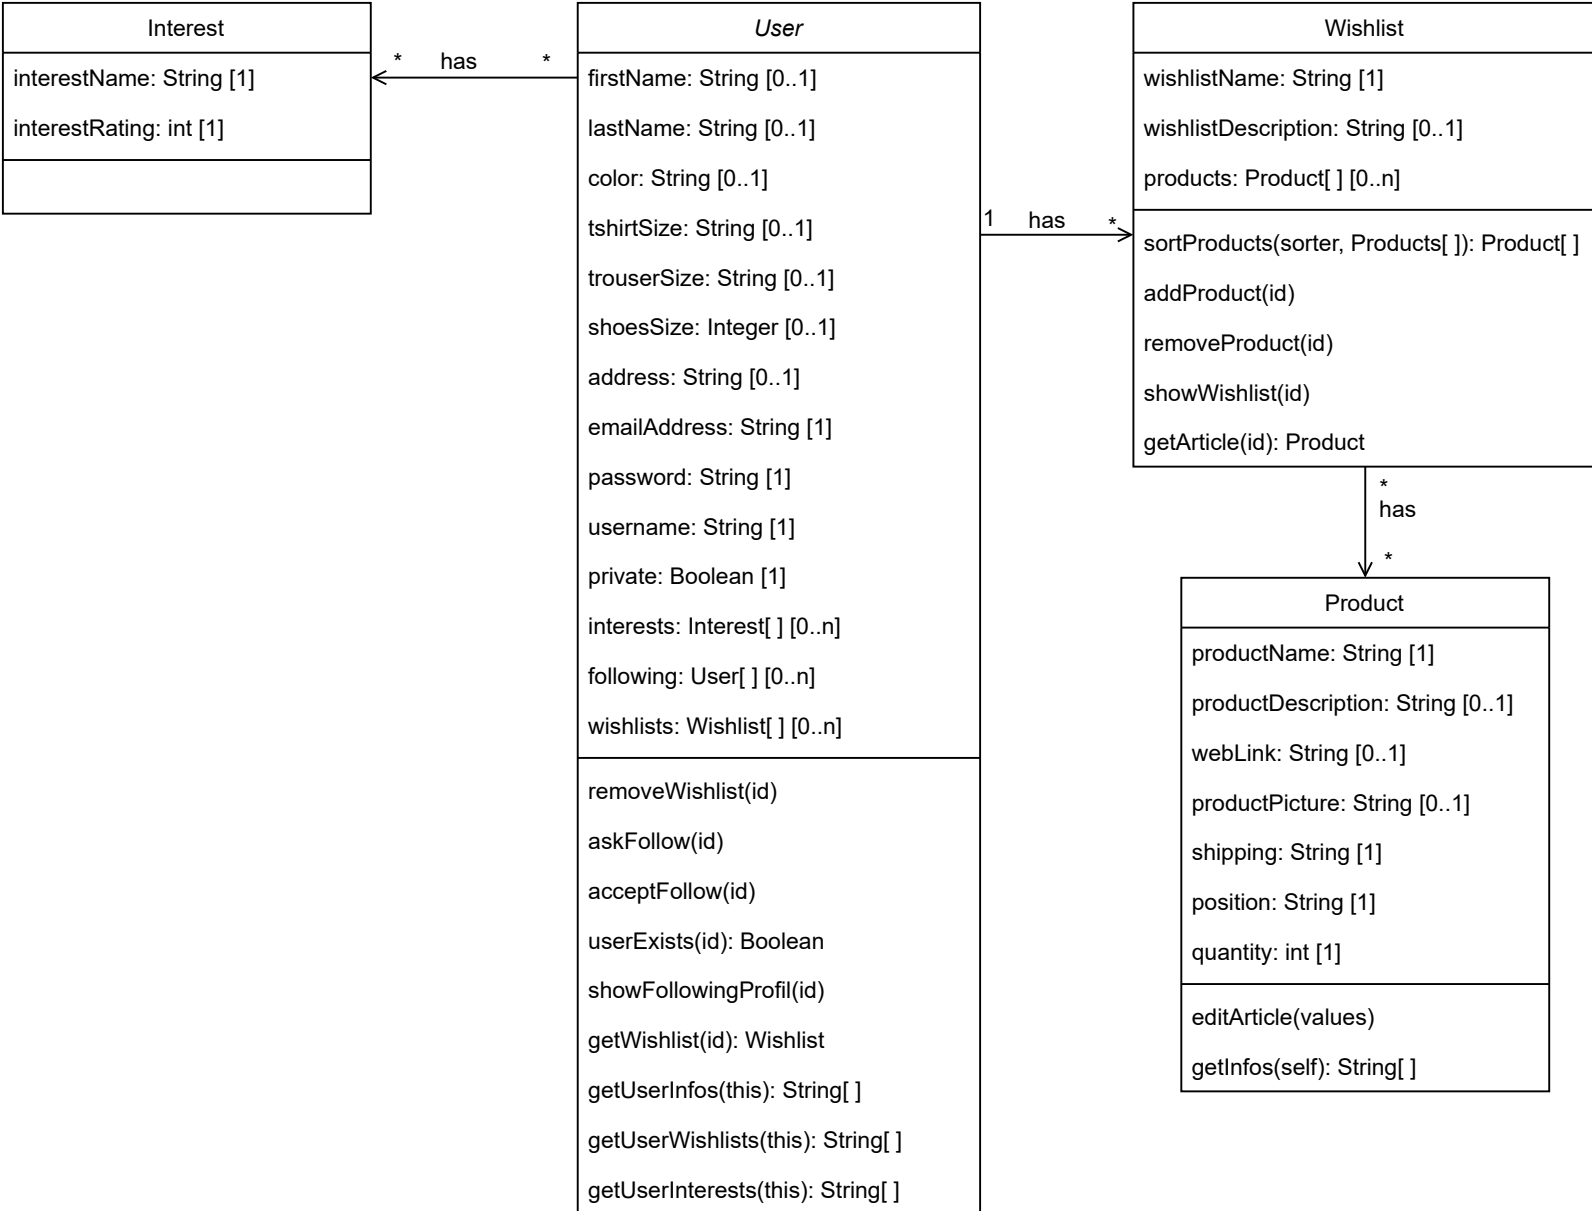 Interest
interestName: String [1]
interestRating: int [1]
* has *
User
firstName: String [0..1]
lastName: String [0..1]
color: String [0..1]
tshirtSize: String [0..1]
trouserSize: String [0..1]
shoesSize: Integer [0..1]
address: String [0..1]
emailAddress: String [1]
password: String [1]
username: String [1]
private: Boolean [1]
interests: Interest[ ] [0..n]
following: User[ ] [0..n]
wishlists: Wishlist[ ] [0..n]
removeWishlist(id)
askFollow(id)
acceptFollow(id)
userExists(id): Boolean
showFollowingProfil(id)
getWishlist(id): Wishlist
getUserInfos(this): String[ ]
getUserWishlists(this): String[ ]
getUserInterests(this): String[ ]
1 has *
Wishlist
wishlistName: String [1]
wishlistDescription: String [0..1]
products: Product[ ] [0..n]
sortProducts(sorter, Products[ ]): Product[ ]
addProduct(id)
removeProduct(id)
showWishlist(id)
getArticle(id): Product
*
has
*
Product
productName: String [1]
productDescription: String [0..1]
webLink: String [0..1]
productPicture: String [0..1]
shipping: String [1]
position: String [1]
quantity: int [1]
editArticle(values)
getInfos(self): String[ ]